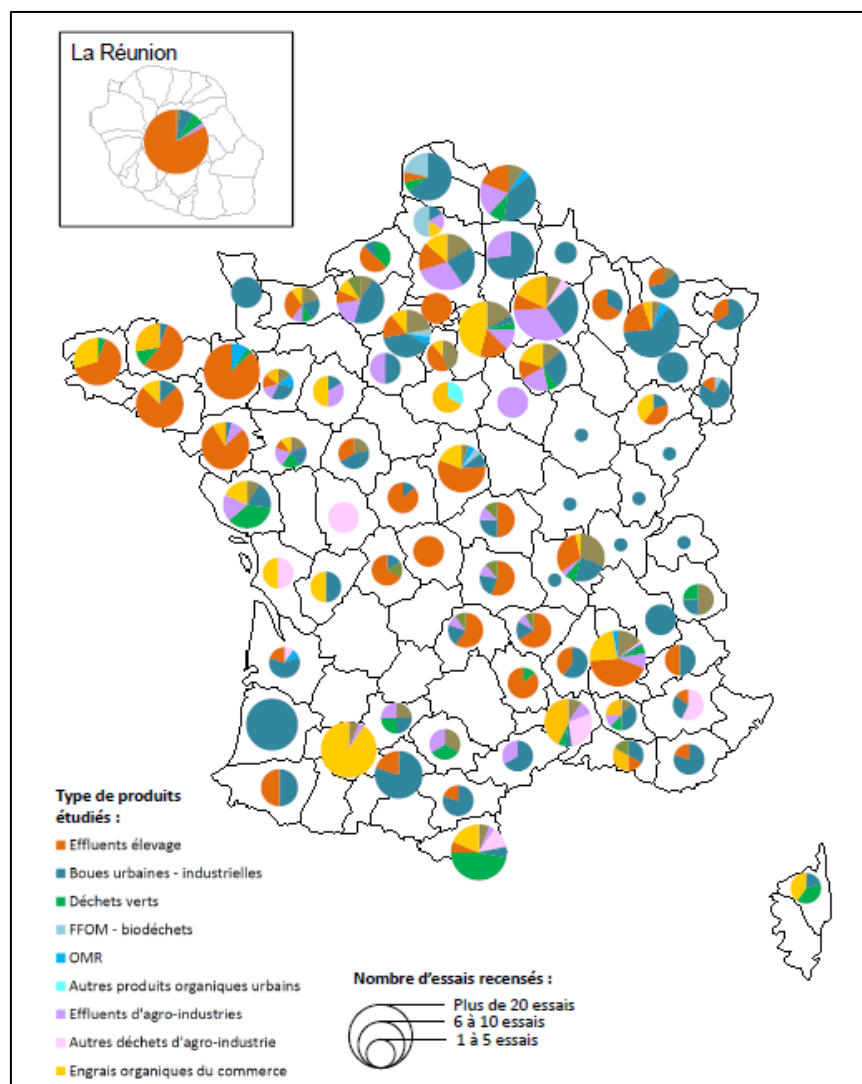 La Réunion
Type de produits
étudiés :
Effluents élevage
Boues urbaines - industrielles
Déchets verts
FFOM - biodéchets
OMR
Autres produits organiques urbains
Effluents d'agro-industries
Autres déchets d'agro-industrie
Engrais organiques du commerce
Nombre d'essais recensés :
Plus de 20 essais
6 à 10 essais
1 à 5 essais